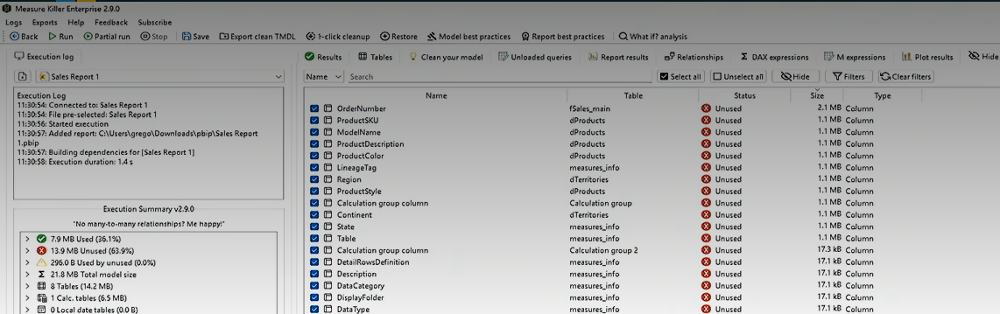 Measure Killer Enterprise 2.9.0
Logs Exports Help Feedback Subscribe
Back Run Partial run Stop Save Export clean TMDL 1-click cleanup Restore Model best practices Report best practices What if? analysis
Execution log Results Tables Clean your model Unloaded queries Report results Relationships DAX expressions M expressions Plot results Hide
Sales Report 1 Name Search Select all Unselect all Hide Filters Clear filters
Execution Log
11:30:54: Connected to: Sales Report 1
11:30:54: File pre-selected: Sales Report 1
11:30:56: Started execution
11:30:57: Added report: C:\Users\grego\Downloads\pbip\Sales Report
1.pbip
11:30:57: Building dependencies for [Sales Report 1]
11:30:58: Execution duration: 1.4 s
Execution Summary v2.9.0
"No many-to-many relationships? Me happy!"
7.9 MB Used (36.1%)
13.9 MB Unused (63.9%)
296.0 B Used by unused (0.0%)
21.8 MB Total model size
8 Tables (14.2 MB)
1 Calc. tables (6.5 MB)
0 Local date tables (0.0 B)
Name Table Status Size Type
OrderNumber fSales_main Unused 2.1 MB Column
ProductSKU dProducts Unused 1.1 MB Column
ModelName dProducts Unused 1.1 MB Column
ProductDescription dProducts Unused 1.1 MB Column
ProductColor dProducts Unused 1.1 MB Column
LineageTag measures_info Unused 1.1 MB Column
Region dTerritories Unused 1.1 MB Column
ProductStyle dProducts Unused 1.1 MB Column
Calculation group column Calculation group Unused 1.1 MB Column
Continent dTerritories Unused 1.1 MB Column
State measures_info Unused 1.1 MB Column
Table measures_info Unused 1.1 MB Column
Calculation group column Calculation group 2 Unused 17.3 kB Column
DetailRowsDefinition measures_info Unused 17.1 kB Column
Description measures_info Unused 17.1 kB Column
DataCategory measures_info Unused 17.1 kB Column
DisplayFolder measures_info Unused 17.1 kB Column
DataType measures_info Unused 17.1 kB Column